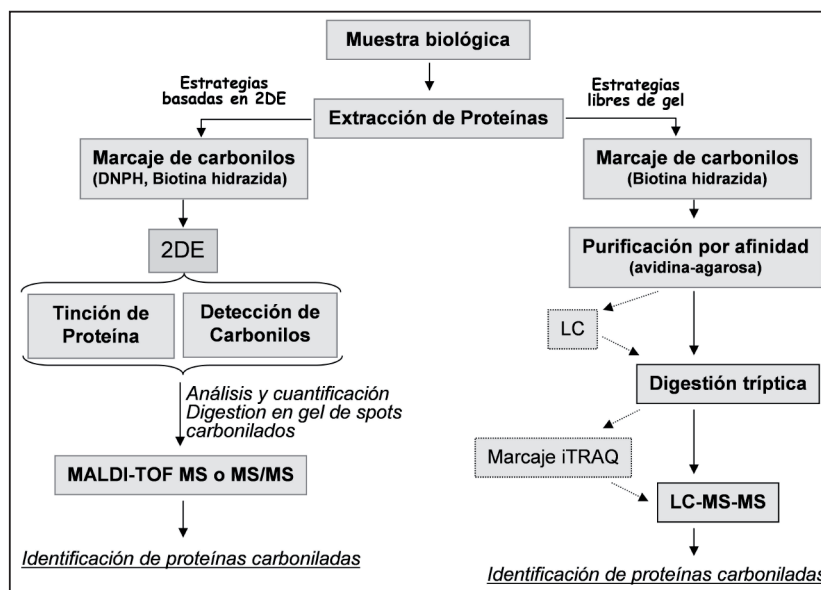 Muestra biológica
Estrategias
basadas en 2DE
Estrategias
libres de gel
Extracción de Proteínas
Marcaje de carbonilos
(DNPH, Biotina hidrazida)
Marcaje de carbonilos
(Biotina hidrazida)
2DE
Purificación por afinidad
(avidina-agarosa)
Tinción de
Proteína
Detección de
Carbonilos
LC
Digestión tríptica
Análisis y cuantificación
Digestion en gel de spots
carbonilados
Marcaje iTRAQ
MALDI-TOF MS o MS/MS
LC-MS-MS
Identificación de proteínas carboniladas
Identificación de proteínas carboniladas